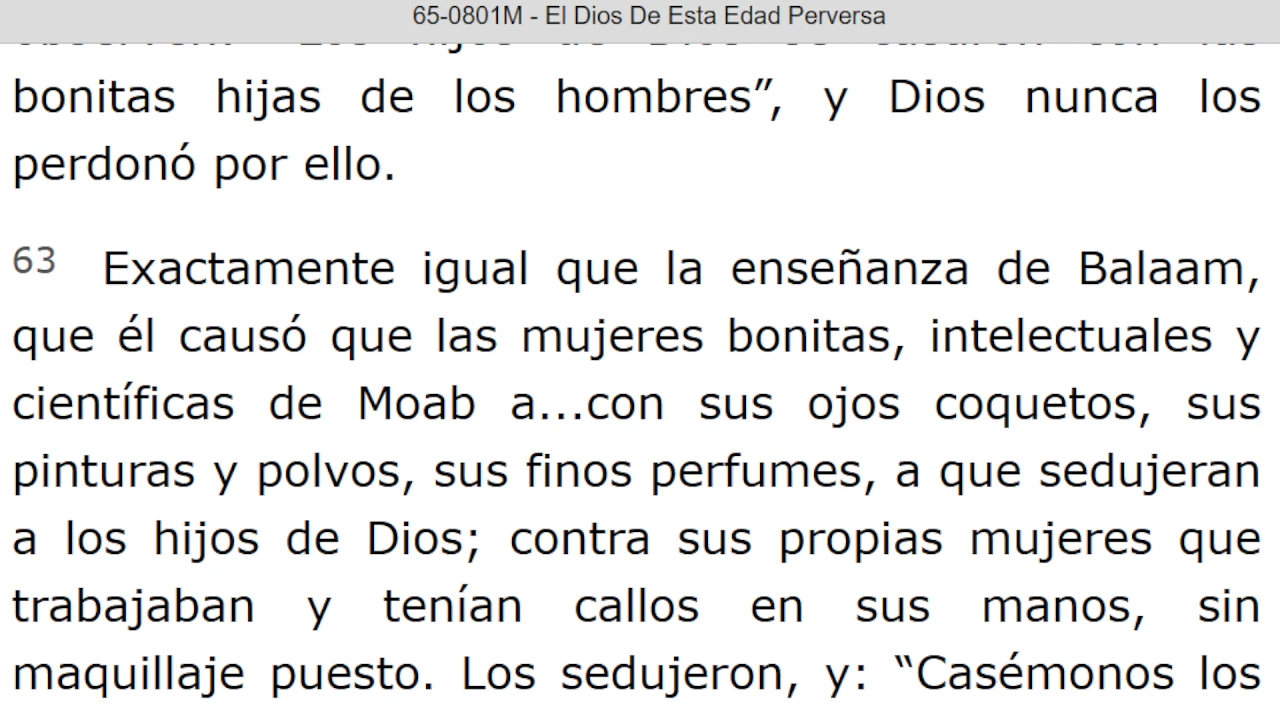 65-0801M - El Dios De Esta Edad Perversa
bonitas hijas de los hombres”, y Dios nunca los
perdonó por ello.
63 Exactamente igual que la enseñanza de Balaam,
que él causó que las mujeres bonitas, intelectuales y
científicas de Moab a...con sus ojos coquetos, sus
pinturas y polvos, sus finos perfumes, a que sedujeran
a los hijos de Dios; contra sus propias mujeres que
trabajaban y tenían callos en sus manos, sin
maquillaje puesto. Los sedujeron, y: “Casémonos los